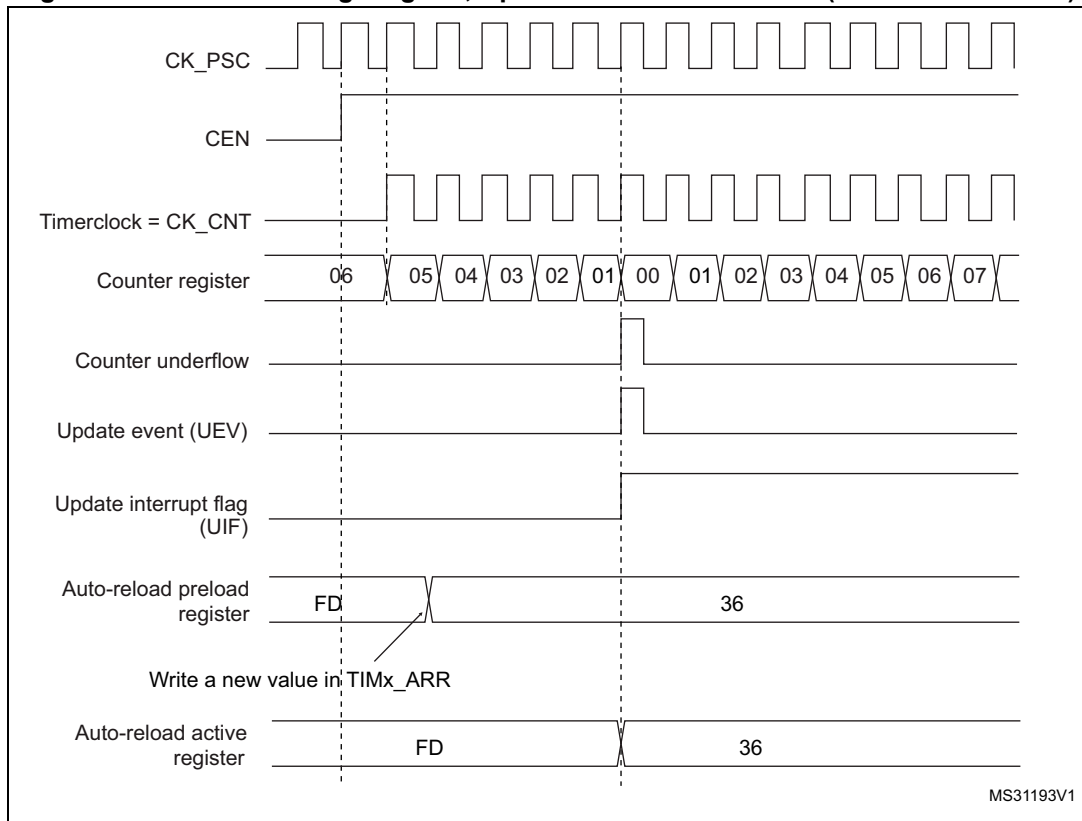 CK_PSC
CEN
Timerclock = CK_CNT
Counter register 06 05 04 03 02 01 00 01 02 03 04 05 06 07
Counter underflow
Update event (UEV)
Update interrupt flag
(UIF)
Auto-reload preload
register
FD 36
Write a new value in TIMx_ARR
Auto-reload active
register
FD 36
MS31193V1